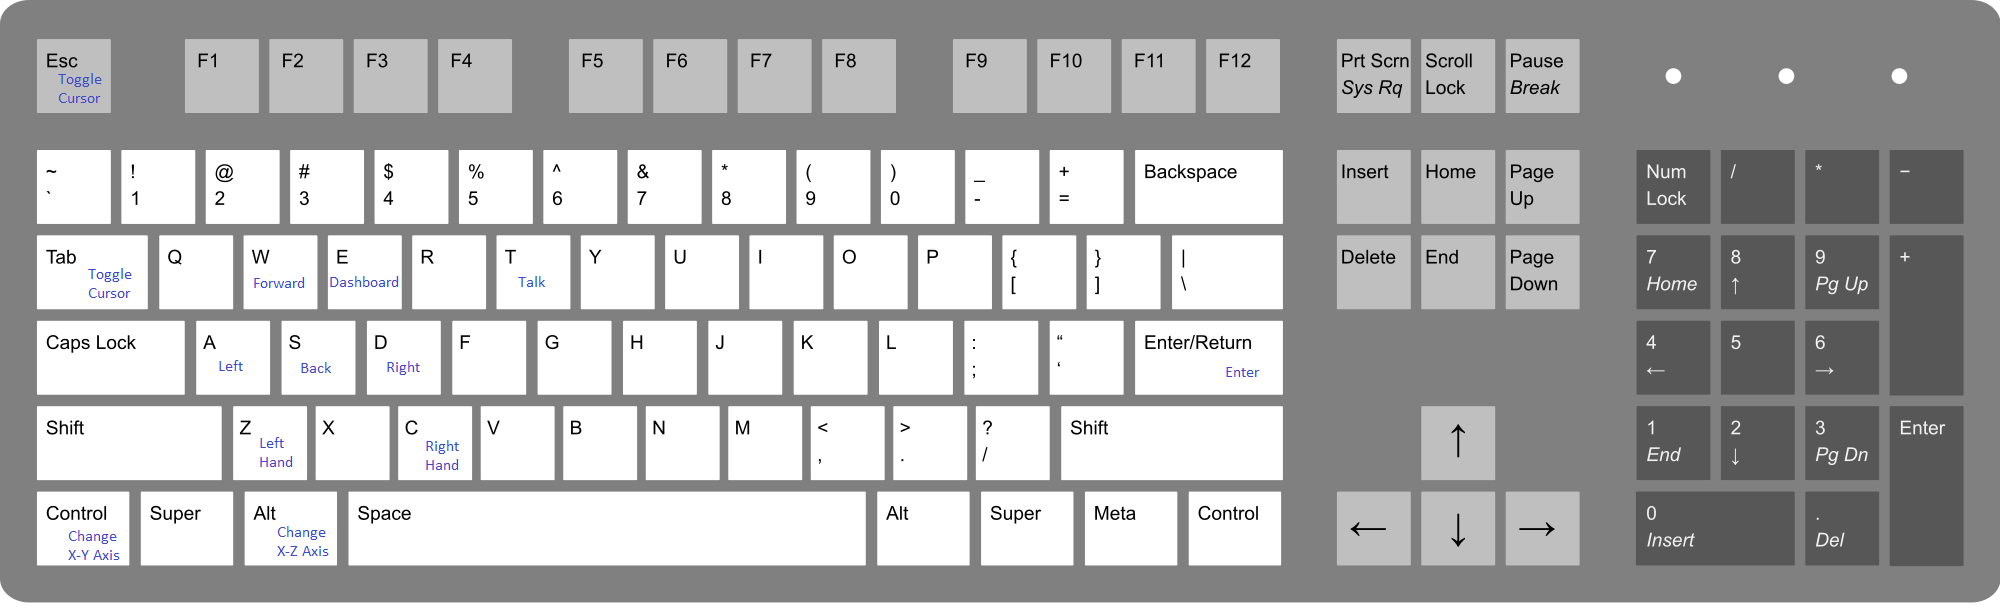 Esc F1 F2 F3 F4 F5 F6 F7 F8 F9 F10 F11 F12 Prt Scrn Scroll Pause
Toggle Cursor Sys Rq Lock Break
~ ! @ # $ % ^ & * ( ) _ + Backspace Insert Home Page Num / * −
` 1 2 3 4 5 6 7 8 9 0 - = Up Lock
Tab Q W E R T Y U I O P { } | Delete End Page 7 8 9 +
Toggle Cursor Forward Dashboard Talk [ ] \ Down Home ↑ Pg Up
Caps Lock A S D F G H J K L : “ Enter/Return 4 5 6
Left Back Right ; ‘ Enter ← →
Shift Z X C V B N M < > ? Shift ↑ 1 2 3 Enter
Left Hand Right Hand , . / End ↓ Pg Dn
Control Super Alt Space Alt Super Meta Control ← ↓ → 0 .
Change X-Y Axis Change X-Z Axis Insert Del